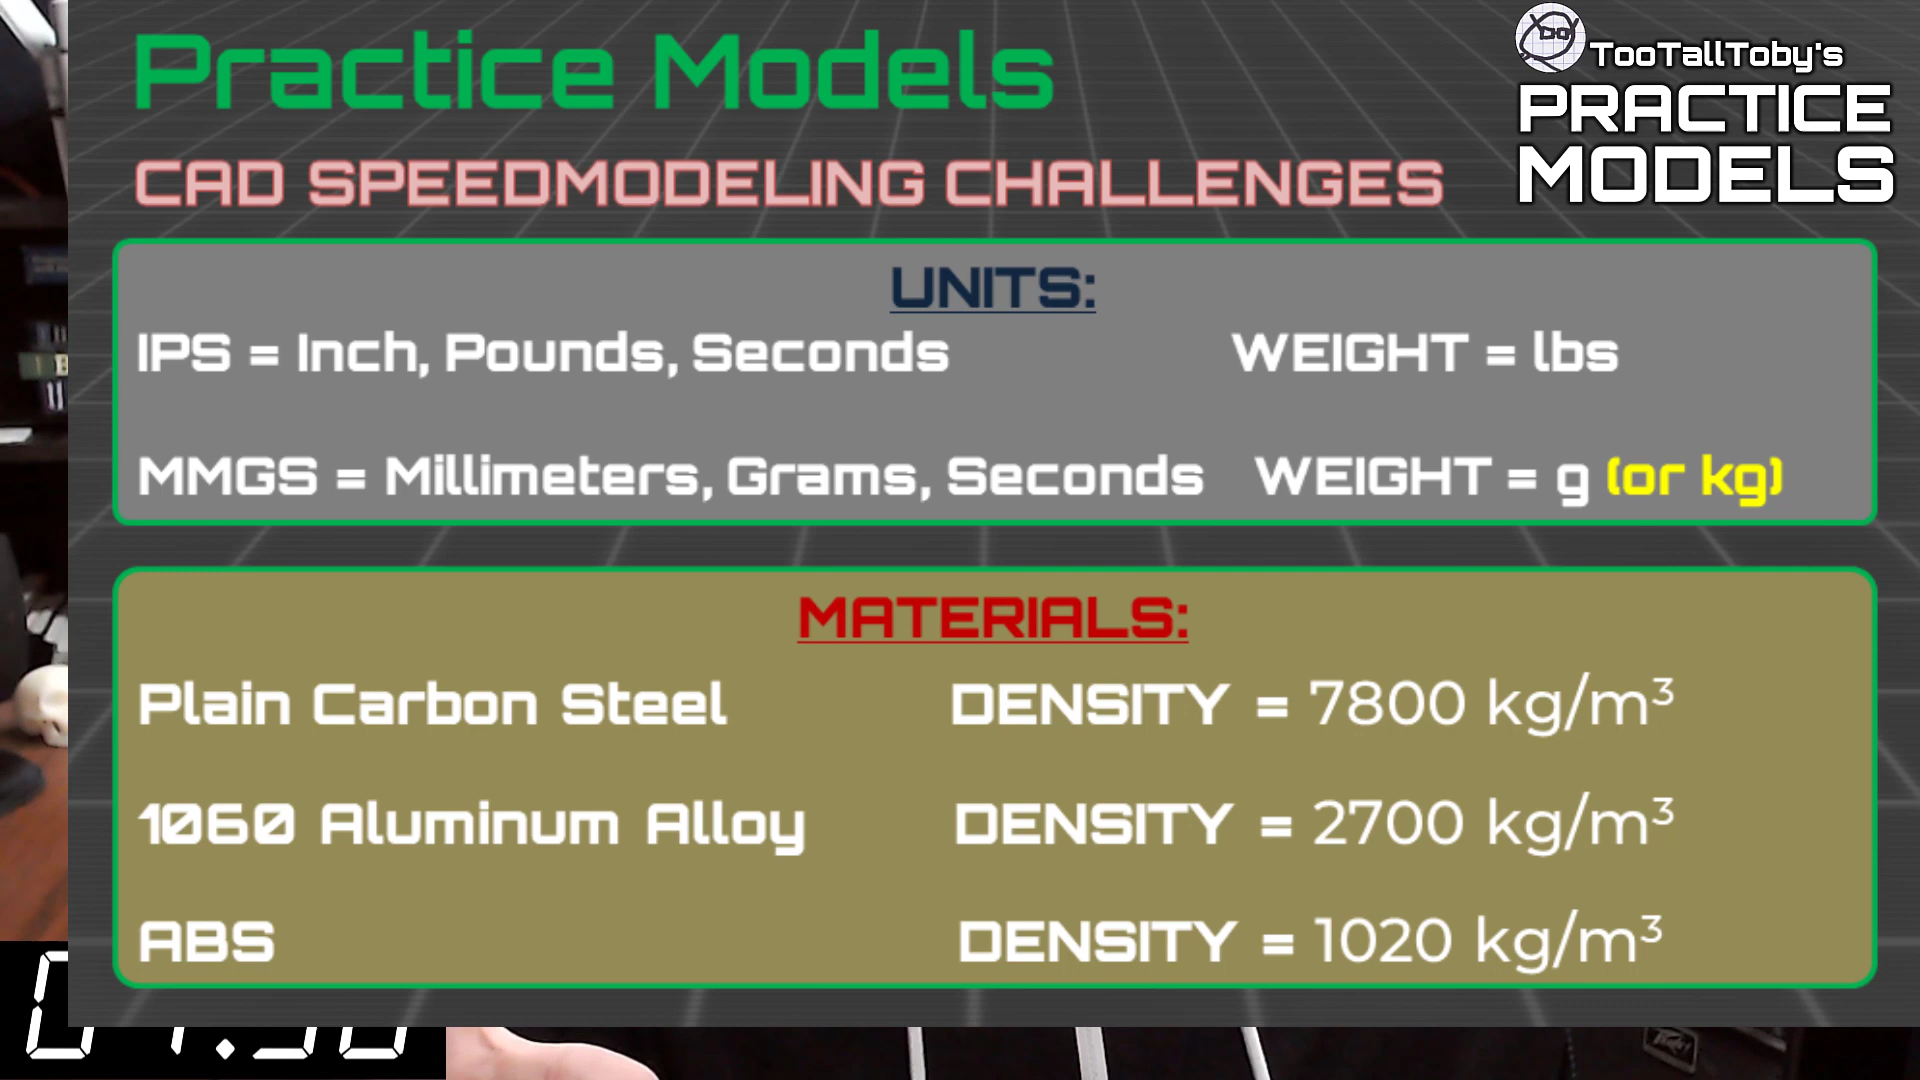 Practice Models
CAD SPEEDMODELING CHALLENGES
TooTallToby's
PRACTICE
MODELS
UNITS:
IPS = Inch, Pounds, Seconds WEIGHT = lbs
MMGS = Millimeters, Grams, Seconds WEIGHT = g (or kg)
MATERIALS:
Plain Carbon Steel DENSITY = 7800 kg/m³
1060 Aluminum Alloy DENSITY = 2700 kg/m³
ABS DENSITY = 1020 kg/m³